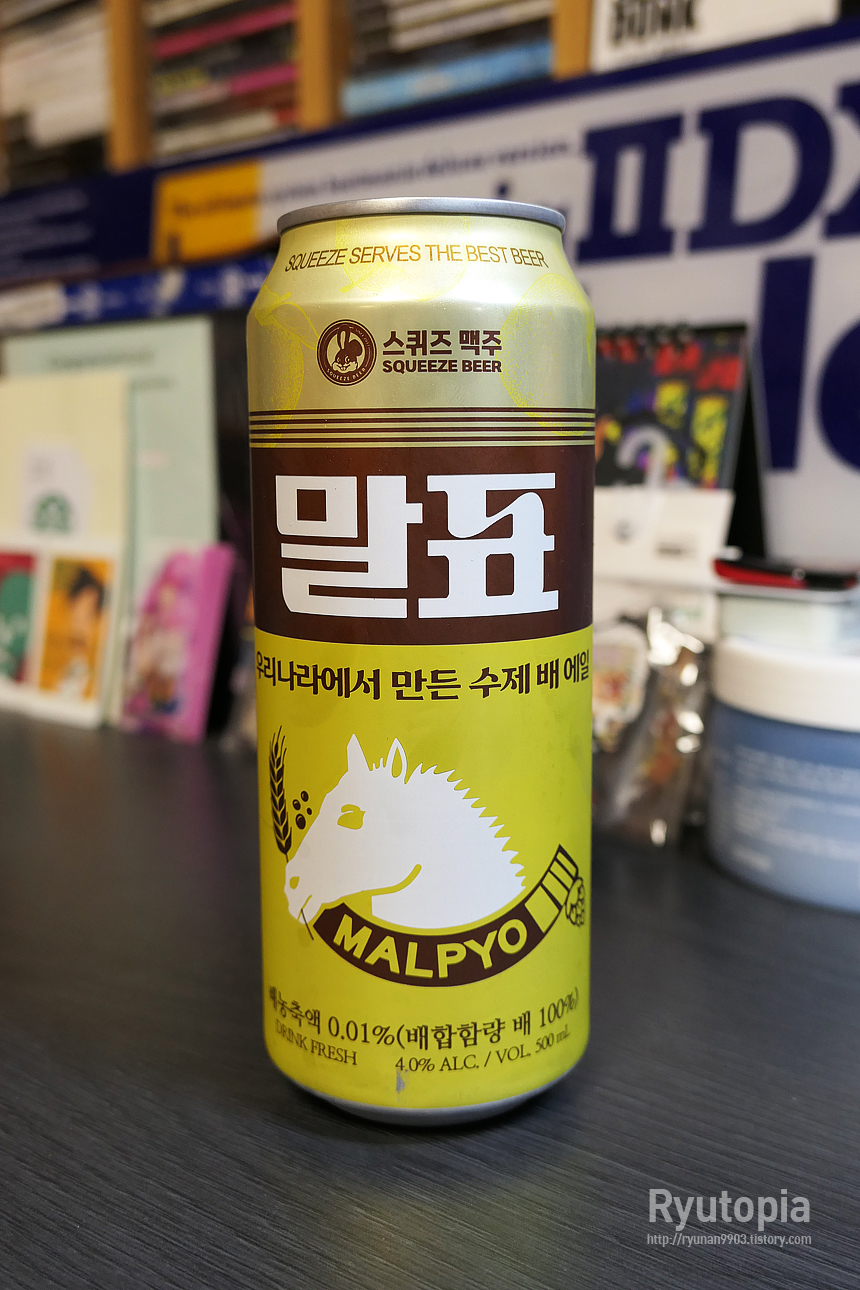 IIDX
SQUEEZE SERVES THE BEST BEER
스퀴즈 맥주
SQUEEZE BEER
말표
우리나라에서 만든 수제 배 에일
MALPYO
배농축액 0.01%(배합함량 배 100%)
DRINK FRESH
4.0% ALC. / VOL. 500 mL
Ryutopia
http://ryunan9903.tistory.com